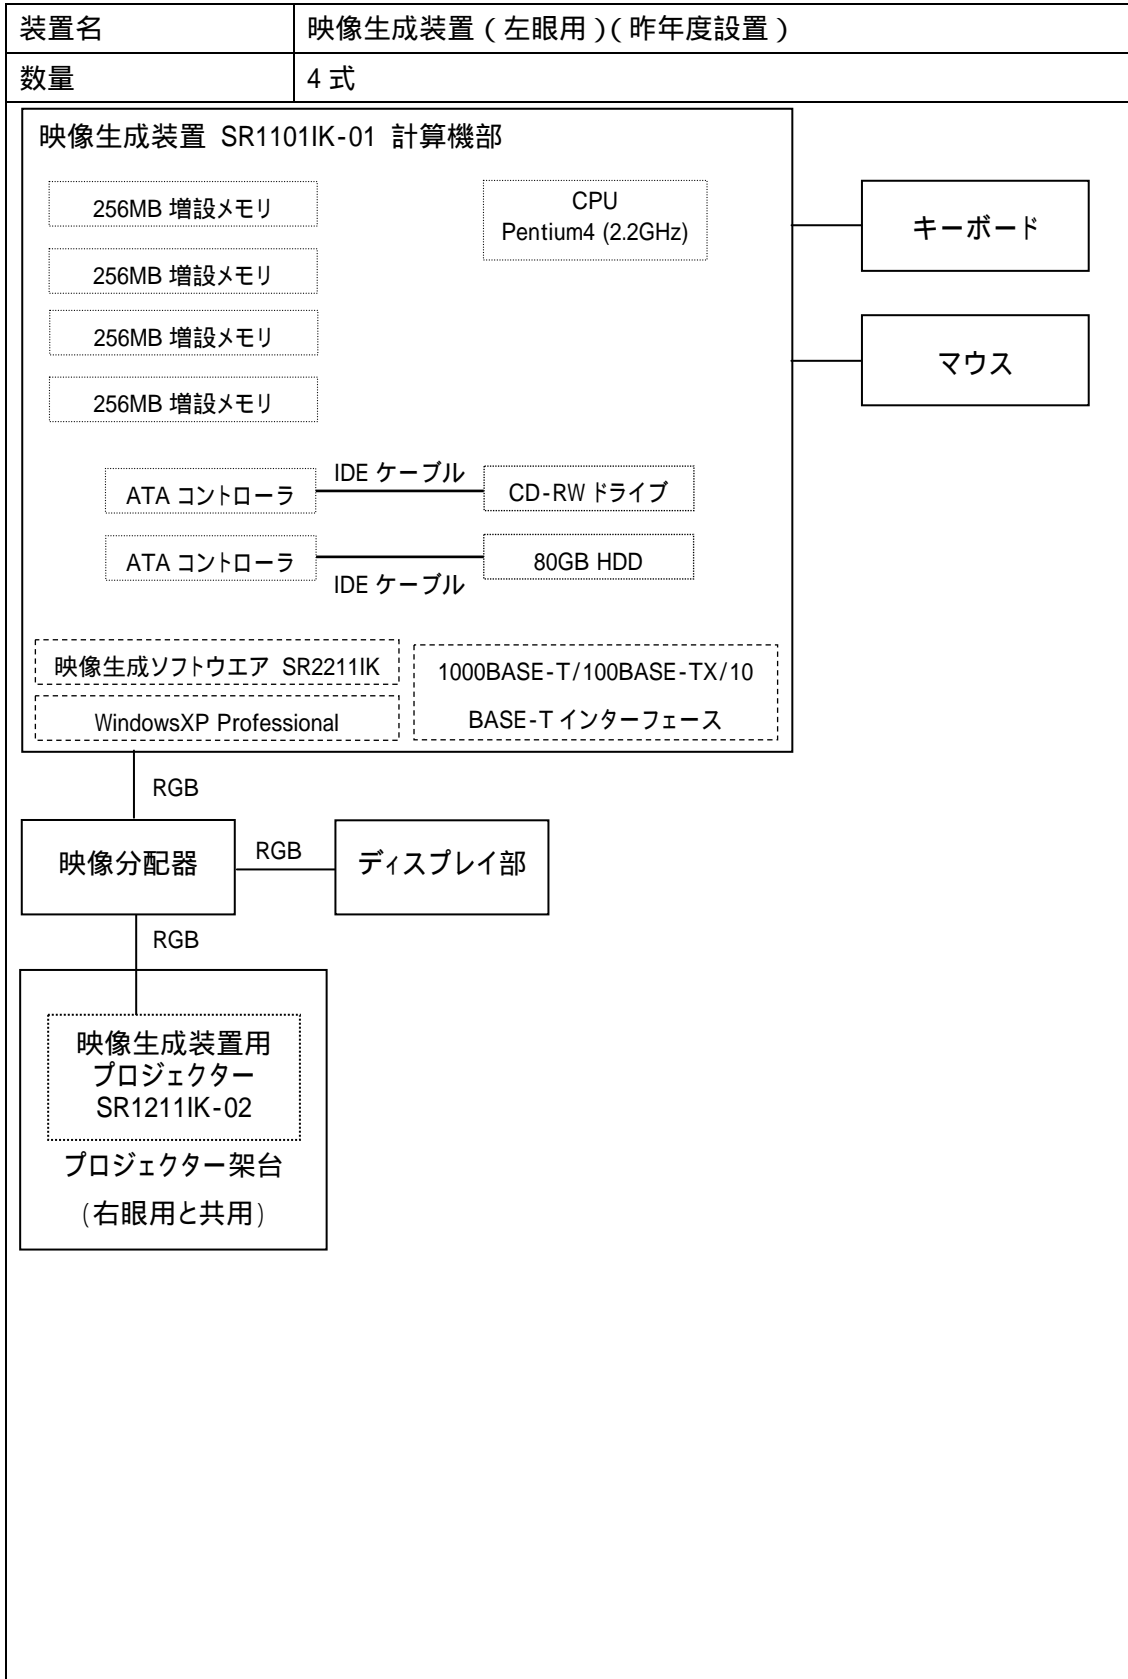 装置名
映像生成装置(左眼用)(昨年度設置)
数量
4 式
映像生成装置 SR1101IK-01 計算機部
256MB 増設メモリ
CPU
Pentium4 (2.2GHz)
キーボード
256MB 増設メモリ
256MB 増設メモリ
マウス
256MB 増設メモリ
IDE ケーブル
ATA コントローラ
CD-RW ドライブ
ATA コントローラ
80GB HDD
IDE ケーブル
映像生成ソフトウエア SR2211IK
1000BASE-T/100BASE-TX/10
BASE-T インターフェース
WindowsXP Professional
RGB
映像分配器
RGB
ディスプレイ部
RGB
映像生成装置用
プロジェクター
SR1211IK-02
プロジェクター架台
(右眼用と共用)